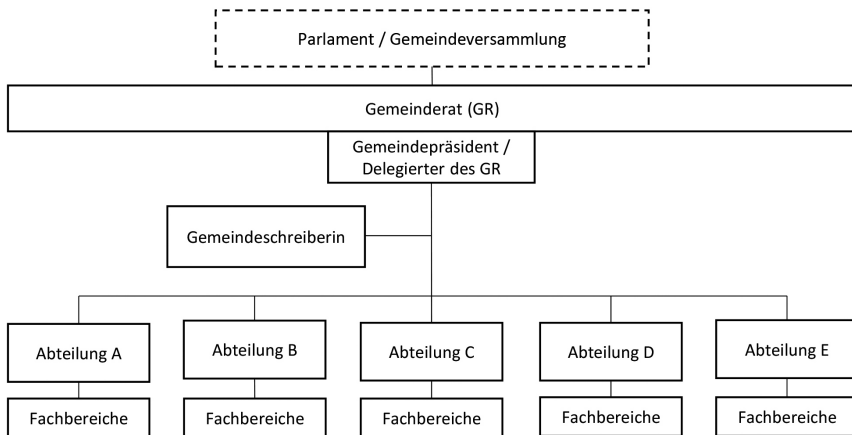 Parlament / Gemeindeversammlung
Gemeinderat (GR)
Gemeindepräsident /
Delegierter des GR
Gemeindeschreiberin
Abteilung A
Abteilung B
Abteilung C
Abteilung D
Abteilung E
Fachbereiche
Fachbereiche
Fachbereiche
Fachbereiche
Fachbereiche